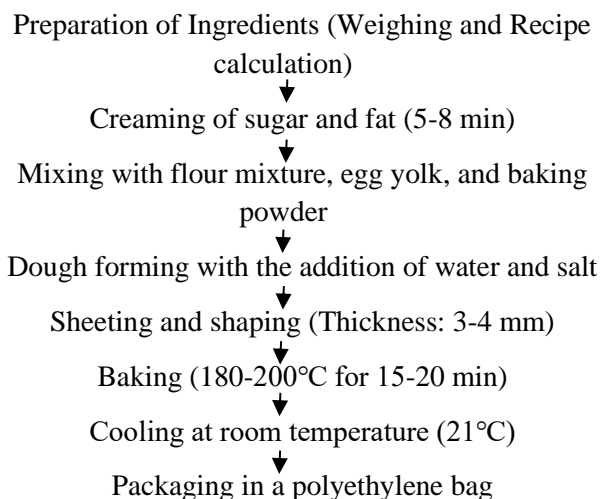 Preparation of Ingredients (Weighing and Recipe
calculation)
Creaming of sugar and fat (5-8 min)
Mixing with flour mixture, egg yolk, and baking
powder
Dough forming with the addition of water and salt
Sheeting and shaping (Thickness: 3-4 mm)
Baking (180-200℃ for 15-20 min)
Cooling at room temperature (21℃)
Packaging in a polyethylene bag